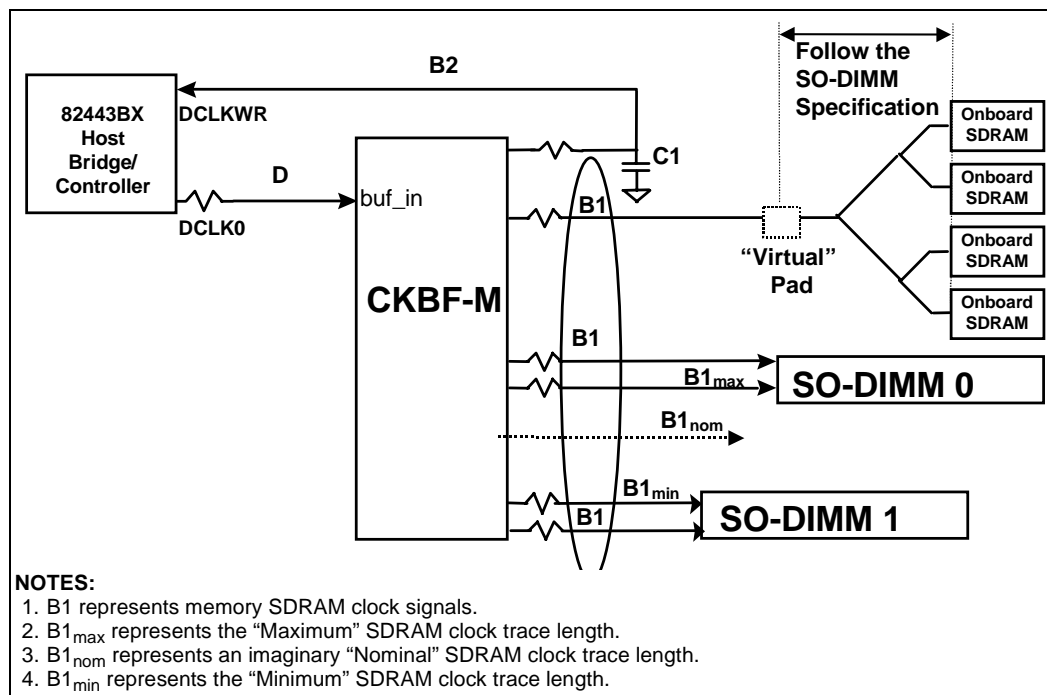 B2
Follow the
SO-DIMM
Specification
82443BX
Host
Bridge/
Controller
DCLKWR
D
DCLK0
buf_in
CKBF-M
C1
B1
"Virtual"
Pad
Onboard
SDRAM
Onboard
SDRAM
Onboard
SDRAM
Onboard
SDRAM
B1
B1max
SO-DIMM 0
B1nom
B1min
B1
SO-DIMM 1
NOTES:
1. B1 represents memory SDRAM clock signals.
2. B1max represents the “Maximum” SDRAM clock trace length.
3. B1nom represents an imaginary “Nominal” SDRAM clock trace length.
4. B1min represents the “Minimum” SDRAM clock trace length.